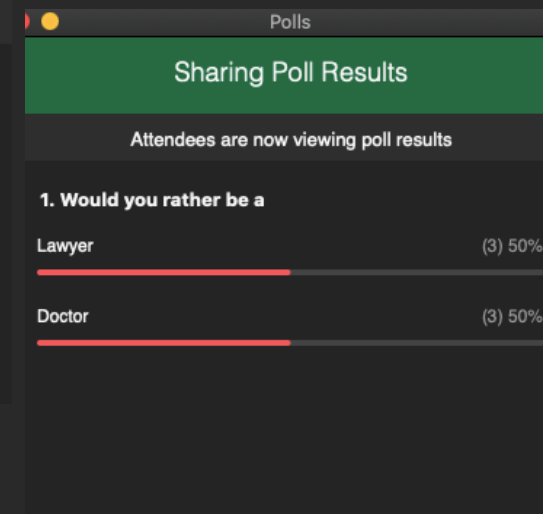 Polls
Sharing Poll Results
Attendees are now viewing poll results
1. Would you rather be a
Lawyer (3) 50%
Doctor (3) 50%